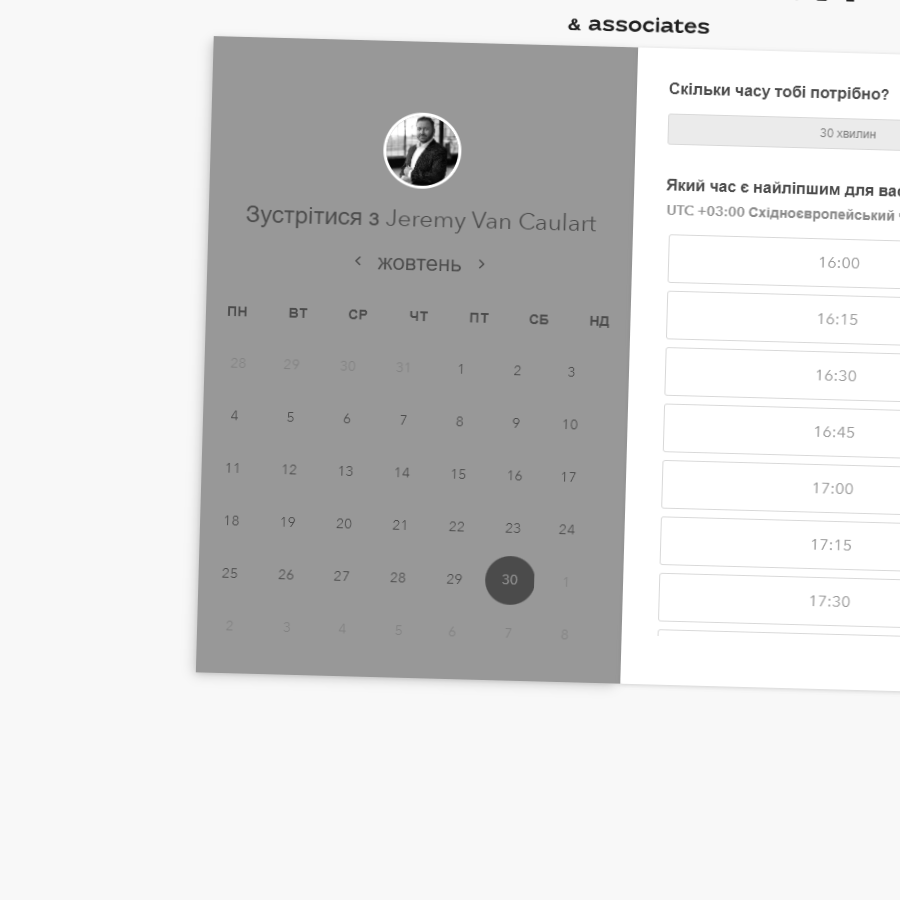 & associates
Зустрітися з Jeremy Van Caulart
жовтень
ПН ВТ СР ЧТ ПТ СБ НД
28 29 30 31 1 2 3
4 5 6 7 8 9 10
11 12 13 14 15 16 17
18 19 20 21 22 23 24
25 26 27 28 29 30 1
2 3 4 5 6 7 8
Скільки часу тобі потрібно?
30 хвилин
Який час є найліпшим для
UTC +03:00 Східноєвропейський
16:00
16:15
16:30
16:45
17:00
17:15
17:30